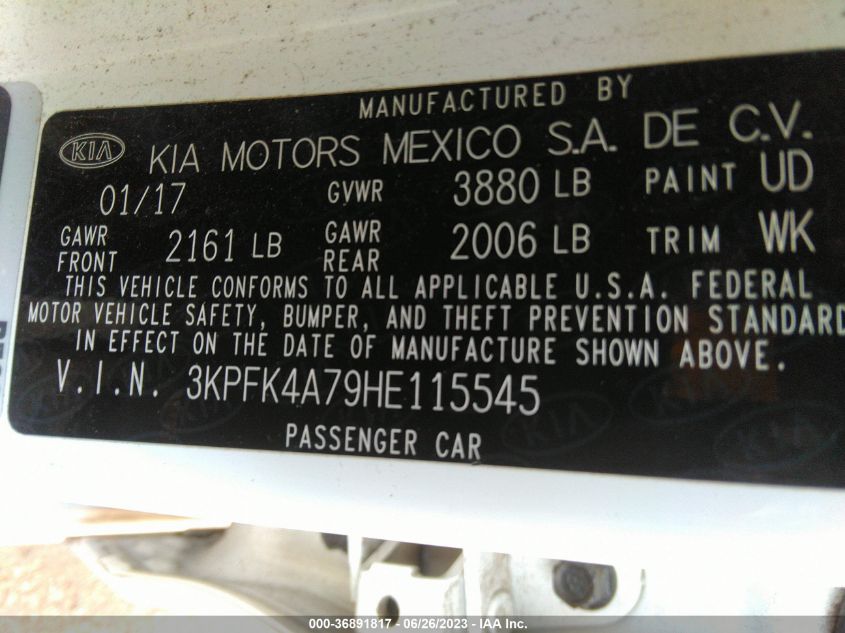 MANUFACTURED BY
KIA KIA MOTORS MEXICO S.A. DE C.V.
01/17 GVWR 3880 LB PAINT UD
GAWR FRONT 2161 LB GAWR REAR 2006 LB TRIM WK
THIS VEHICLE CONFORMS TO ALL APPLICABLE U.S.A. FEDERAL
MOTOR VEHICLE SAFETY, BUMPER, AND THEFT PREVENTION STANDARD
IN EFFECT ON THE DATE OF MANUFACTURE SHOWN ABOVE.
V.I.N. 3KPFK4A79HE115545
PASSENGER CAR
000-36891817 - 06/26/2023 - IAA Inc.